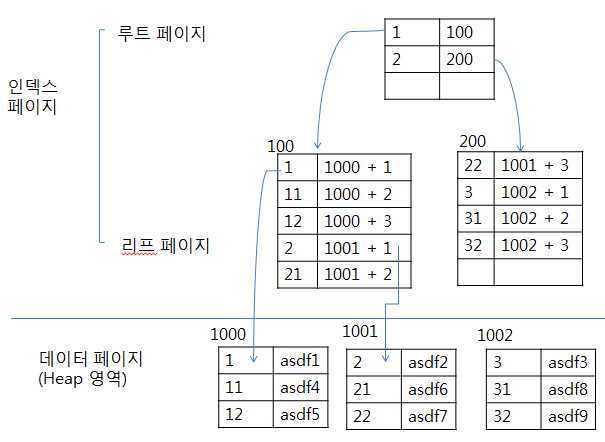 루트 페이지
1 100
2 200
인덱스
페이지
100
1 1000 + 1
11 1000 + 2
12 1000 + 3
2 1001 + 1
21 1001 + 2
200
22 1001 + 3
3 1002 + 1
31 1002 + 2
32 1002 + 3
리프 페이지
데이터 페이지
(Heap 영역)
1000
1 asdf1
11 asdf4
12 asdf5
1001
2 asdf2
21 asdf6
22 asdf7
1002
3 asdf3
31 asdf8
32 asdf9